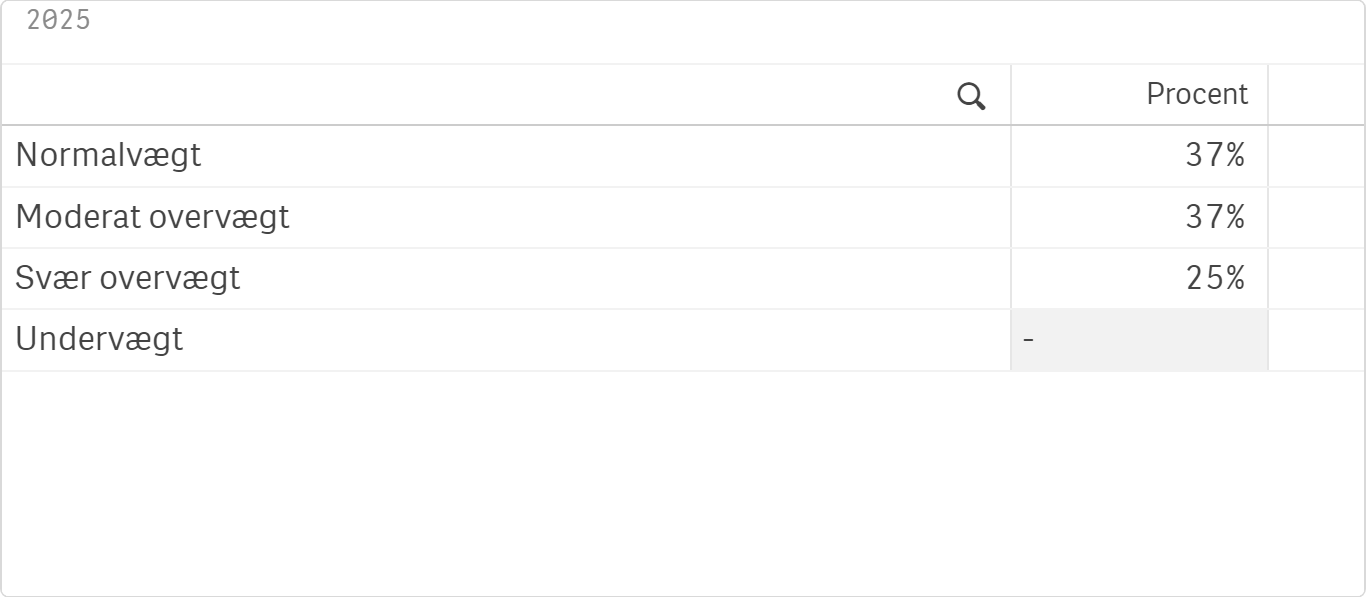 2025
Procent
Normalvægt 37%
Moderat overvægt 37%
Svær overvægt 25%
Undervægt -